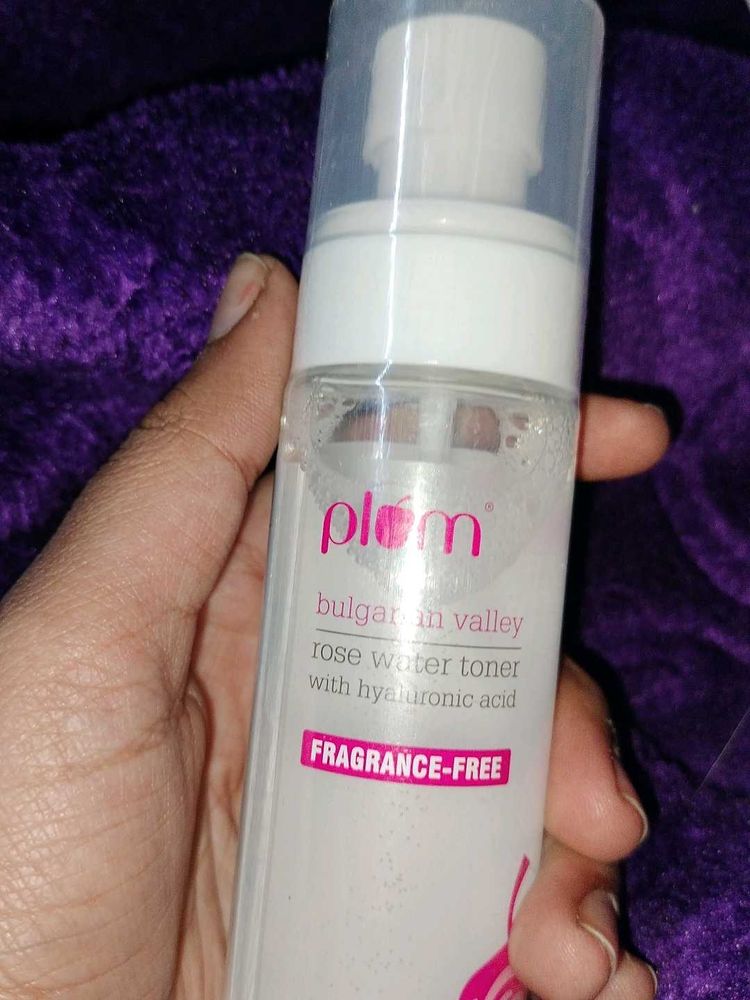 plum®
bulgarian valley
rose water toner
with hyaluronic acid
FRAGRANCE-FREE